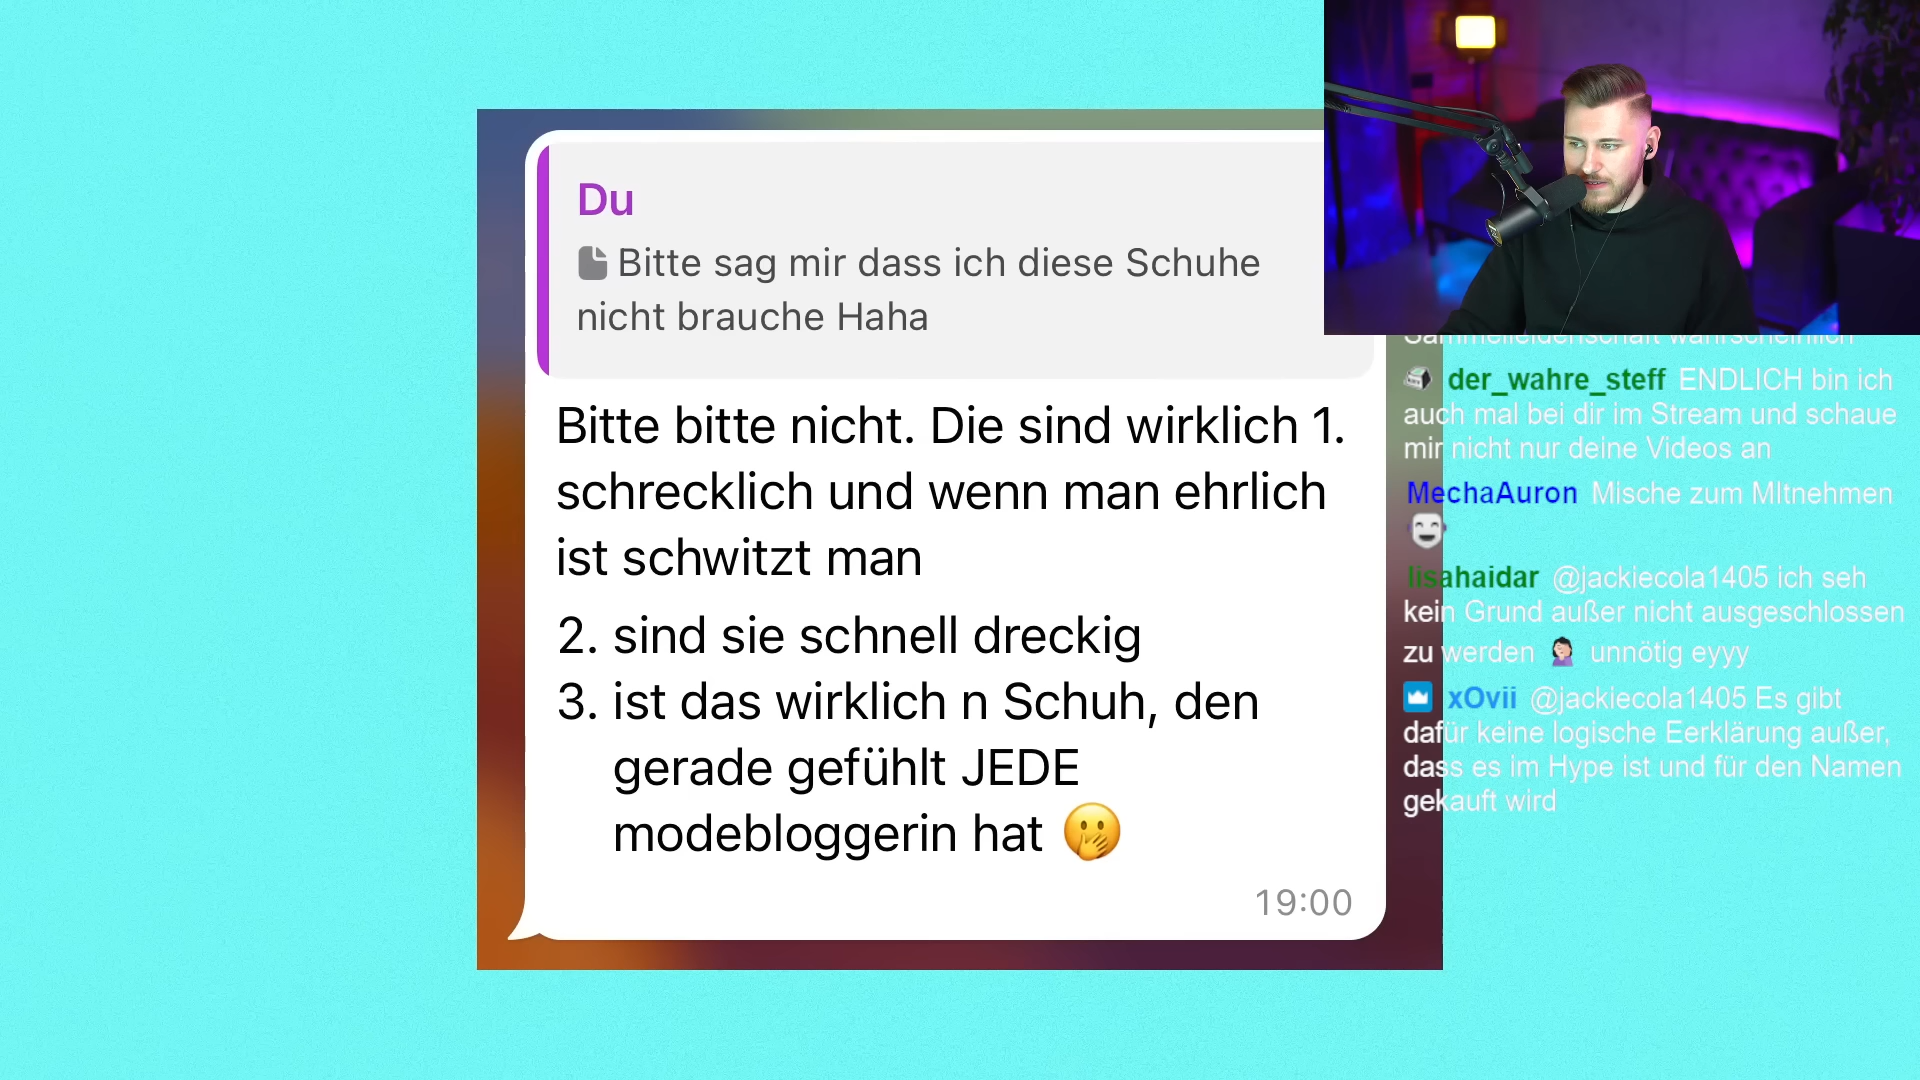 Du
Bitte sag mir dass ich diese Schuhe
nicht brauche Haha
Bitte bitte nicht. Die sind wirklich 1.
schrecklich und wenn man ehrlich
ist schwitzt man
2. sind sie schnell dreckig
3. ist das wirklich n Schuh, den
gerade gefühlt JEDE
modebloggerin hat 🫢
19:00
Sammelleidenschaft wahrscheinlich
der_wahre_steff ENDLICH bin ich
auch mal bei dir im Stream und schaue
mir nicht nur deine Videos an
MechaAuron Mische zum MItnehmen
lisahaidar @jackiecola1405 ich seh
kein Grund außer nicht ausgeschlossen
zu werden 🤦🏻‍♀️ unnötig eyyy
xOvii @jackiecola1405 Es gibt
dafür keine logische Eerklärung außer,
dass es im Hype ist und für den Namen
gekauft wird